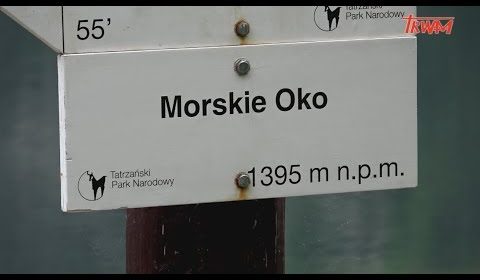 55'
Tatrzański
Park Narodowy
TRWAM
Morskie Oko
Tatrzański
Park Narodowy
1395 m n.p.m.